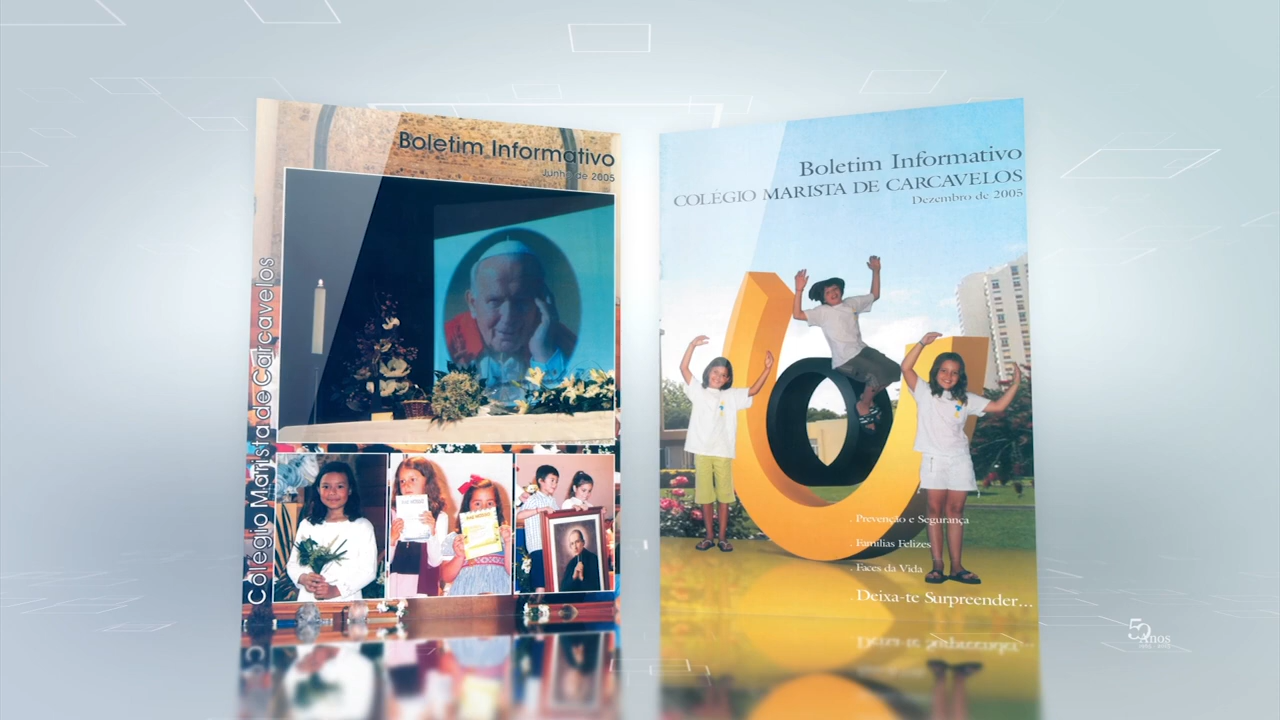 Boletim Informativo
Junho de 2005
Colégio Marista de Carcavelos
Boletim Informativo
COLÉGIO MARISTA DE CARCAVELOS
Dezembro de 2005
. Prevenção e Segurança
. Famílias Felizes
. Faces da Vida
. Deixa-te Surpreender...
50
Anos